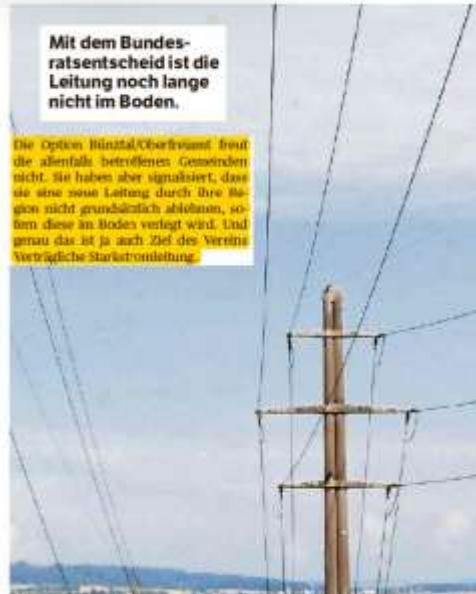 Mit dem Bundes-
ratsentscheid ist die
Leitung noch lange
nicht im Boden.
Die Option Bünztal/Oberfreiamt freut
die allenfalls betroffenen Gemeinden
nicht. Sie haben aber signalisiert, dass
sie eine neue Leitung durch ihre Re-
gion nicht grundsätzlich ablehnen, so-
fern diese im Boden verlegt wird. Und
genau das ist ja auch Ziel des Vereins
Verträgliche Starkstromleitung.